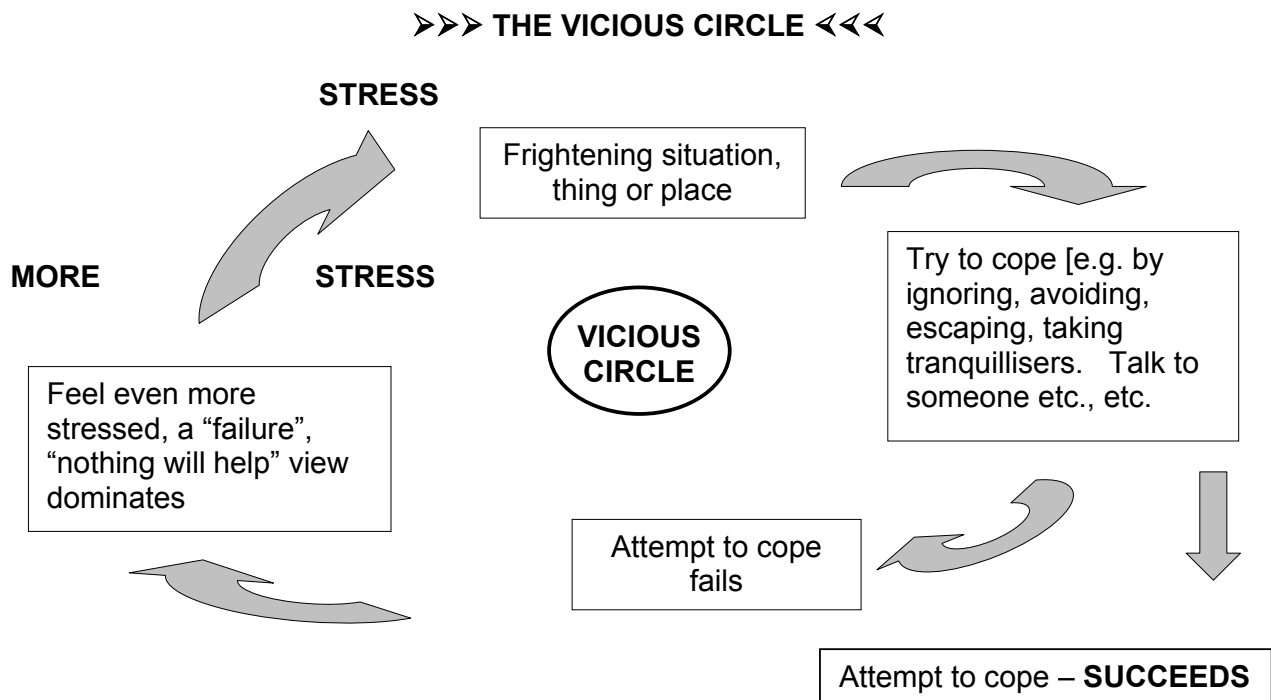 ⮚⮚⮚ THE VICIOUS CIRCLE ⮘⮘⮘
STRESS
Frightening situation,
thing or place
Try to cope [e.g. by
ignoring, avoiding,
escaping, taking
tranquillisers.   Talk to
someone etc., etc.
MORE
STRESS
VICIOUS
CIRCLE
Feel even more
stressed, a “failure”,
“nothing will help” view
dominates
Attempt to cope
fails
Attempt to cope – SUCCEEDS